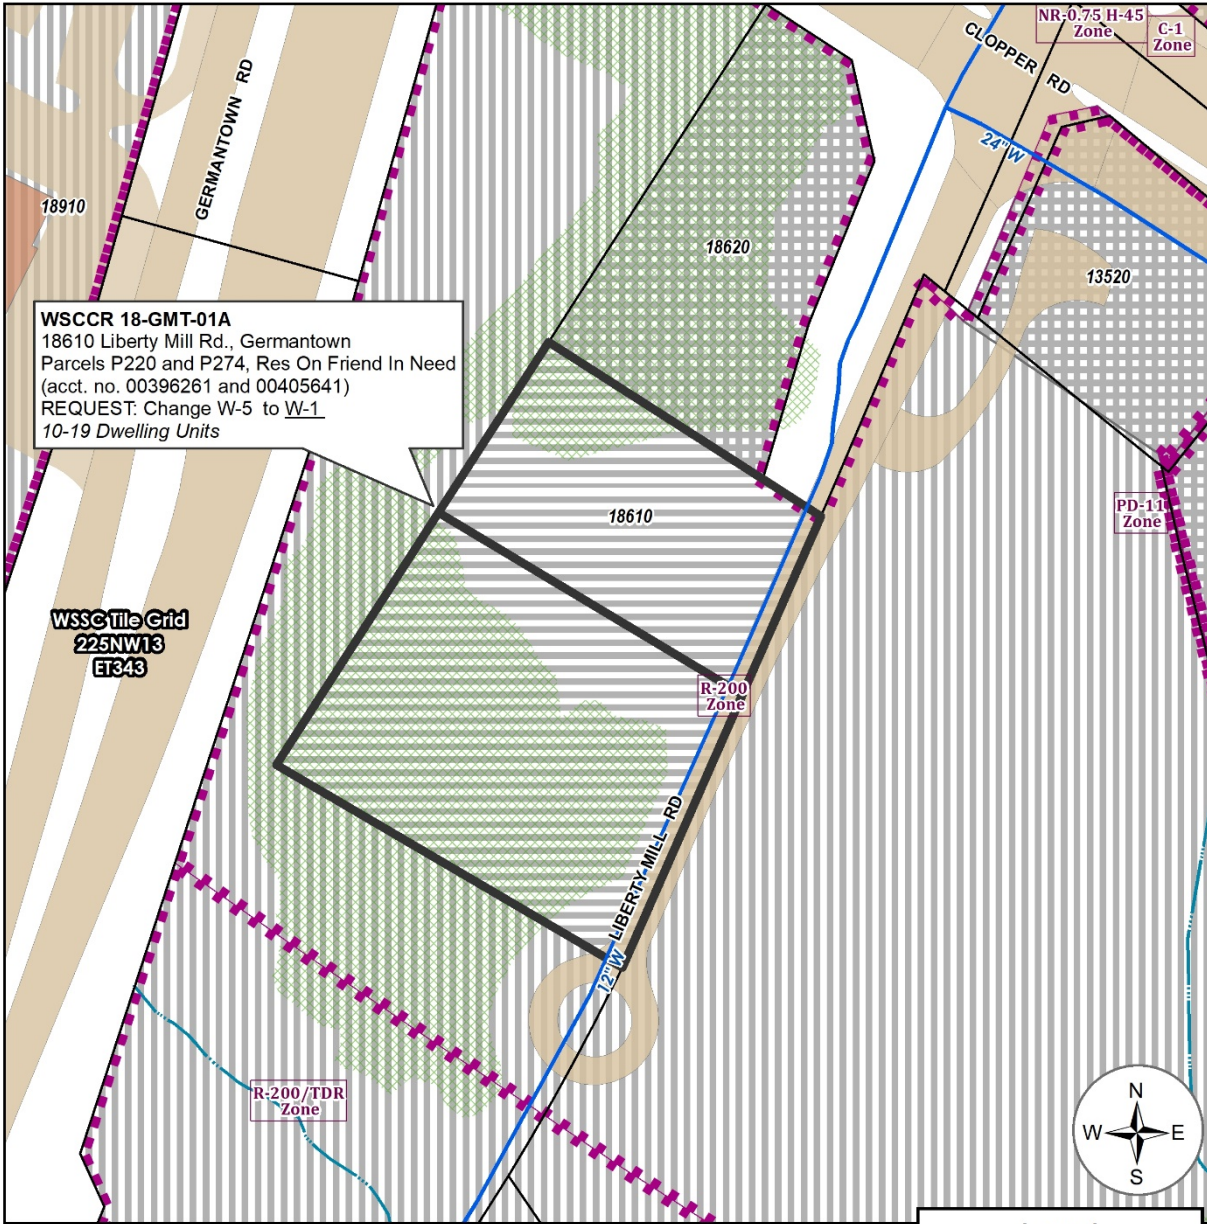 NR-0.75 H-45
Zone
C-1
Zone
CLOPPER RD
GERMANTOWN RD
24"W
18910
18620
13520
WSCCR 18-GMT-01A
18610 Liberty Mill Rd., Germantown
Parcels P220 and P274, Res On Friend In Need
(acct. no. 00396261 and 00405641)
REQUEST: Change W-5 to W-1
10-19 Dwelling Units
18610
PD-11
Zone
WSSC Tile Grid
225NW13
ET343
R-200
Zone
LIBERTY MILL RD
12"W
R-200/TDR
Zone
N
W
E
S